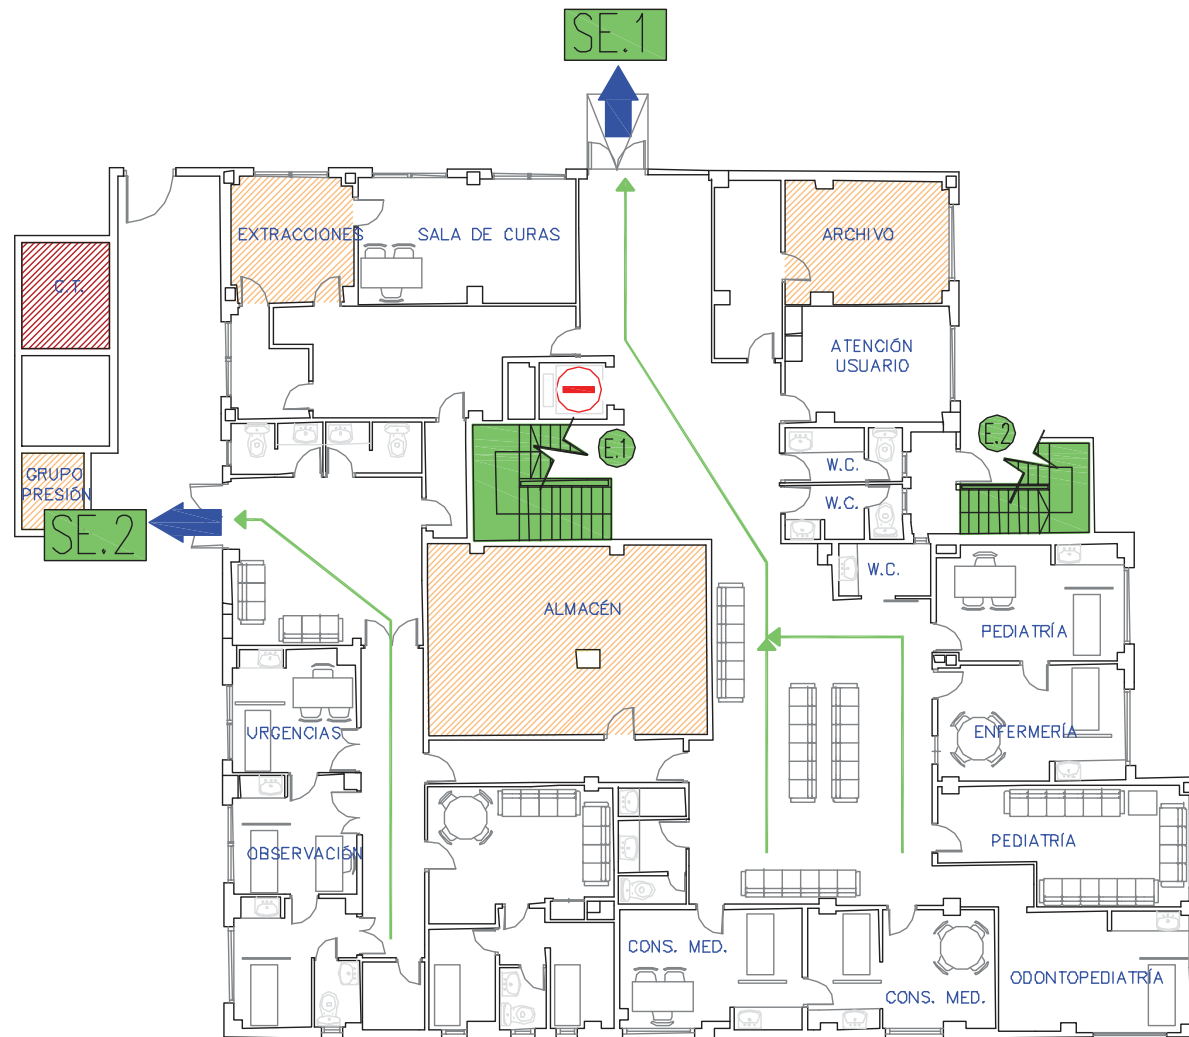 SE.1
EXTRACCIONES
SALA DE CURAS
ARCHIVO
C.T.
ATENCIÓN
USUARIO
E.1
E.2
W.C.
GRUPO
PRESIÓN
W.C.
SE.2
W.C.
ALMACÉN
PEDIATRÍA
URGENCIAS
ENFERMERÍA
OBSERVACIÓN
PEDIATRÍA
CONS. MED.
ODONTOPEDIATRÍA
CONS. MED.